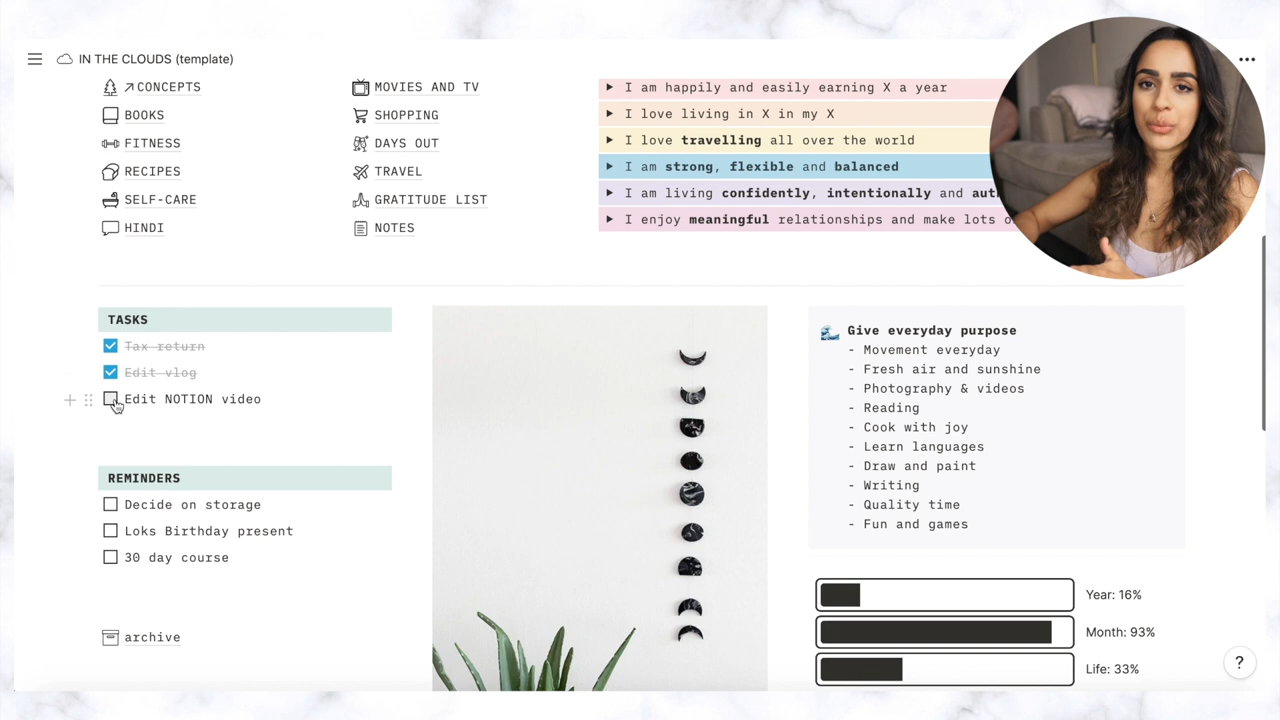 IN THE CLOUDS (template)
CONCEPTS
BOOKS
FITNESS
RECIPES
SELF-CARE
HINDI
MOVIES AND TV
SHOPPING
DAYS OUT
TRAVEL
GRATITUDE LIST
NOTES
I am happily and easily earning X a year
I love living in X in my X
I love travelling all over the world
I am strong, flexible and balanced
I am living confidently, intentionally and
I enjoy meaningful relationships and make lots
TASKS
Tax return
Edit vlog
Edit NOTION video
REMINDERS
Decide on storage
Loks Birthday present
30 day course
archive
Give everyday purpose
- Movement everyday
- Fresh air and sunshine
- Photography & videos
- Reading
- Cook with joy
- Learn languages
- Draw and paint
- Writing
- Quality time
- Fun and games
Year: 16%
Month: 93%
Life: 33%
?